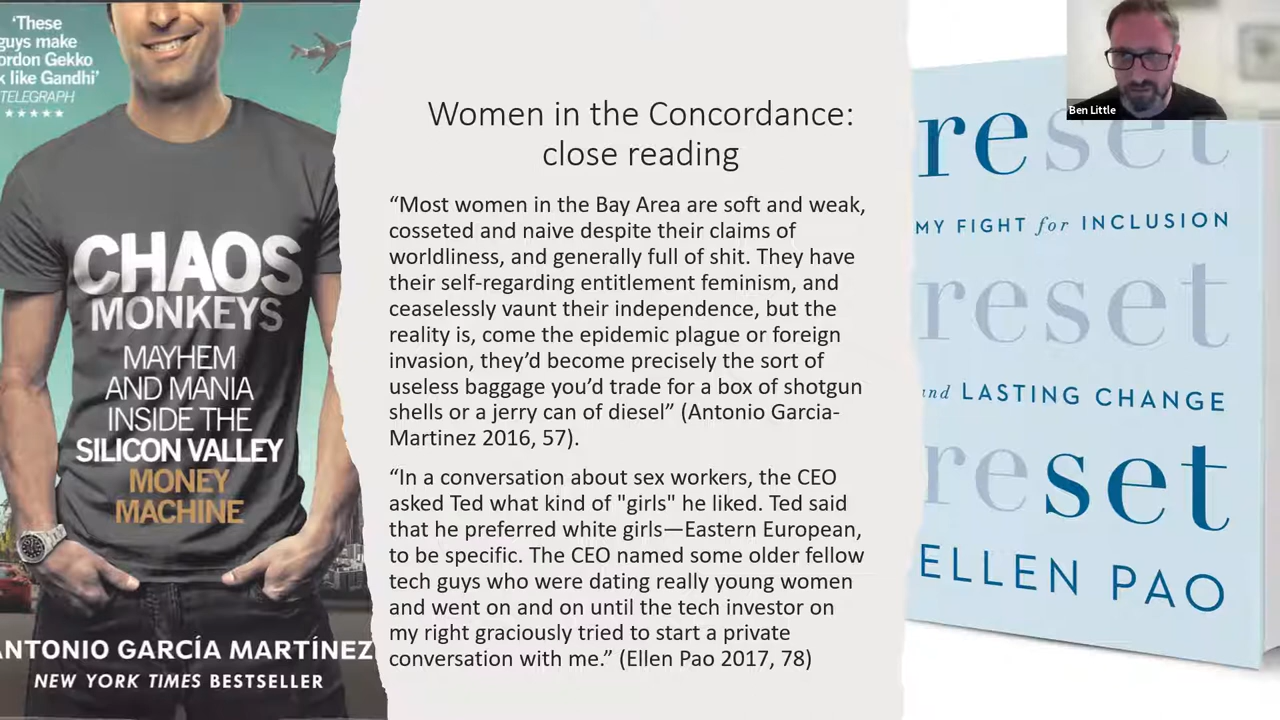 ‘These
guys make
ordon Gekko
k like Gandhi’
TELEGRAPH
★★★★★
CHAOS
MONKEYS
MAYHEM
AND MANIA
INSIDE THE
SILICON VALLEY
MONEY
MACHINE
ANTONIO GARCÍA MARTÍNEZ
NEW YORK TIMES BESTSELLER
Women in the Concordance:
close reading
“Most women in the Bay Area are soft and weak,
cosseted and naive despite their claims of
worldliness, and generally full of shit. They have
their self-regarding entitlement feminism, and
ceaselessly vaunt their independence, but the
reality is, come the epidemic plague or foreign
invasion, they’d become precisely the sort of
useless baggage you’d trade for a box of shotgun
shells or a jerry can of diesel” (Antonio Garcia-
Martinez 2016, 57).
“In a conversation about sex workers, the CEO
asked Ted what kind of "girls" he liked. Ted said
that he preferred white girls—Eastern European,
to be specific. The CEO named some older fellow
tech guys who were dating really young women
and went on and on until the tech investor on
my right graciously tried to start a private
conversation with me.” (Ellen Pao 2017, 78)
Ben Little
reset
MY FIGHT for INCLUSION
reset
and LASTING CHANGE
reset
ELLEN PAO